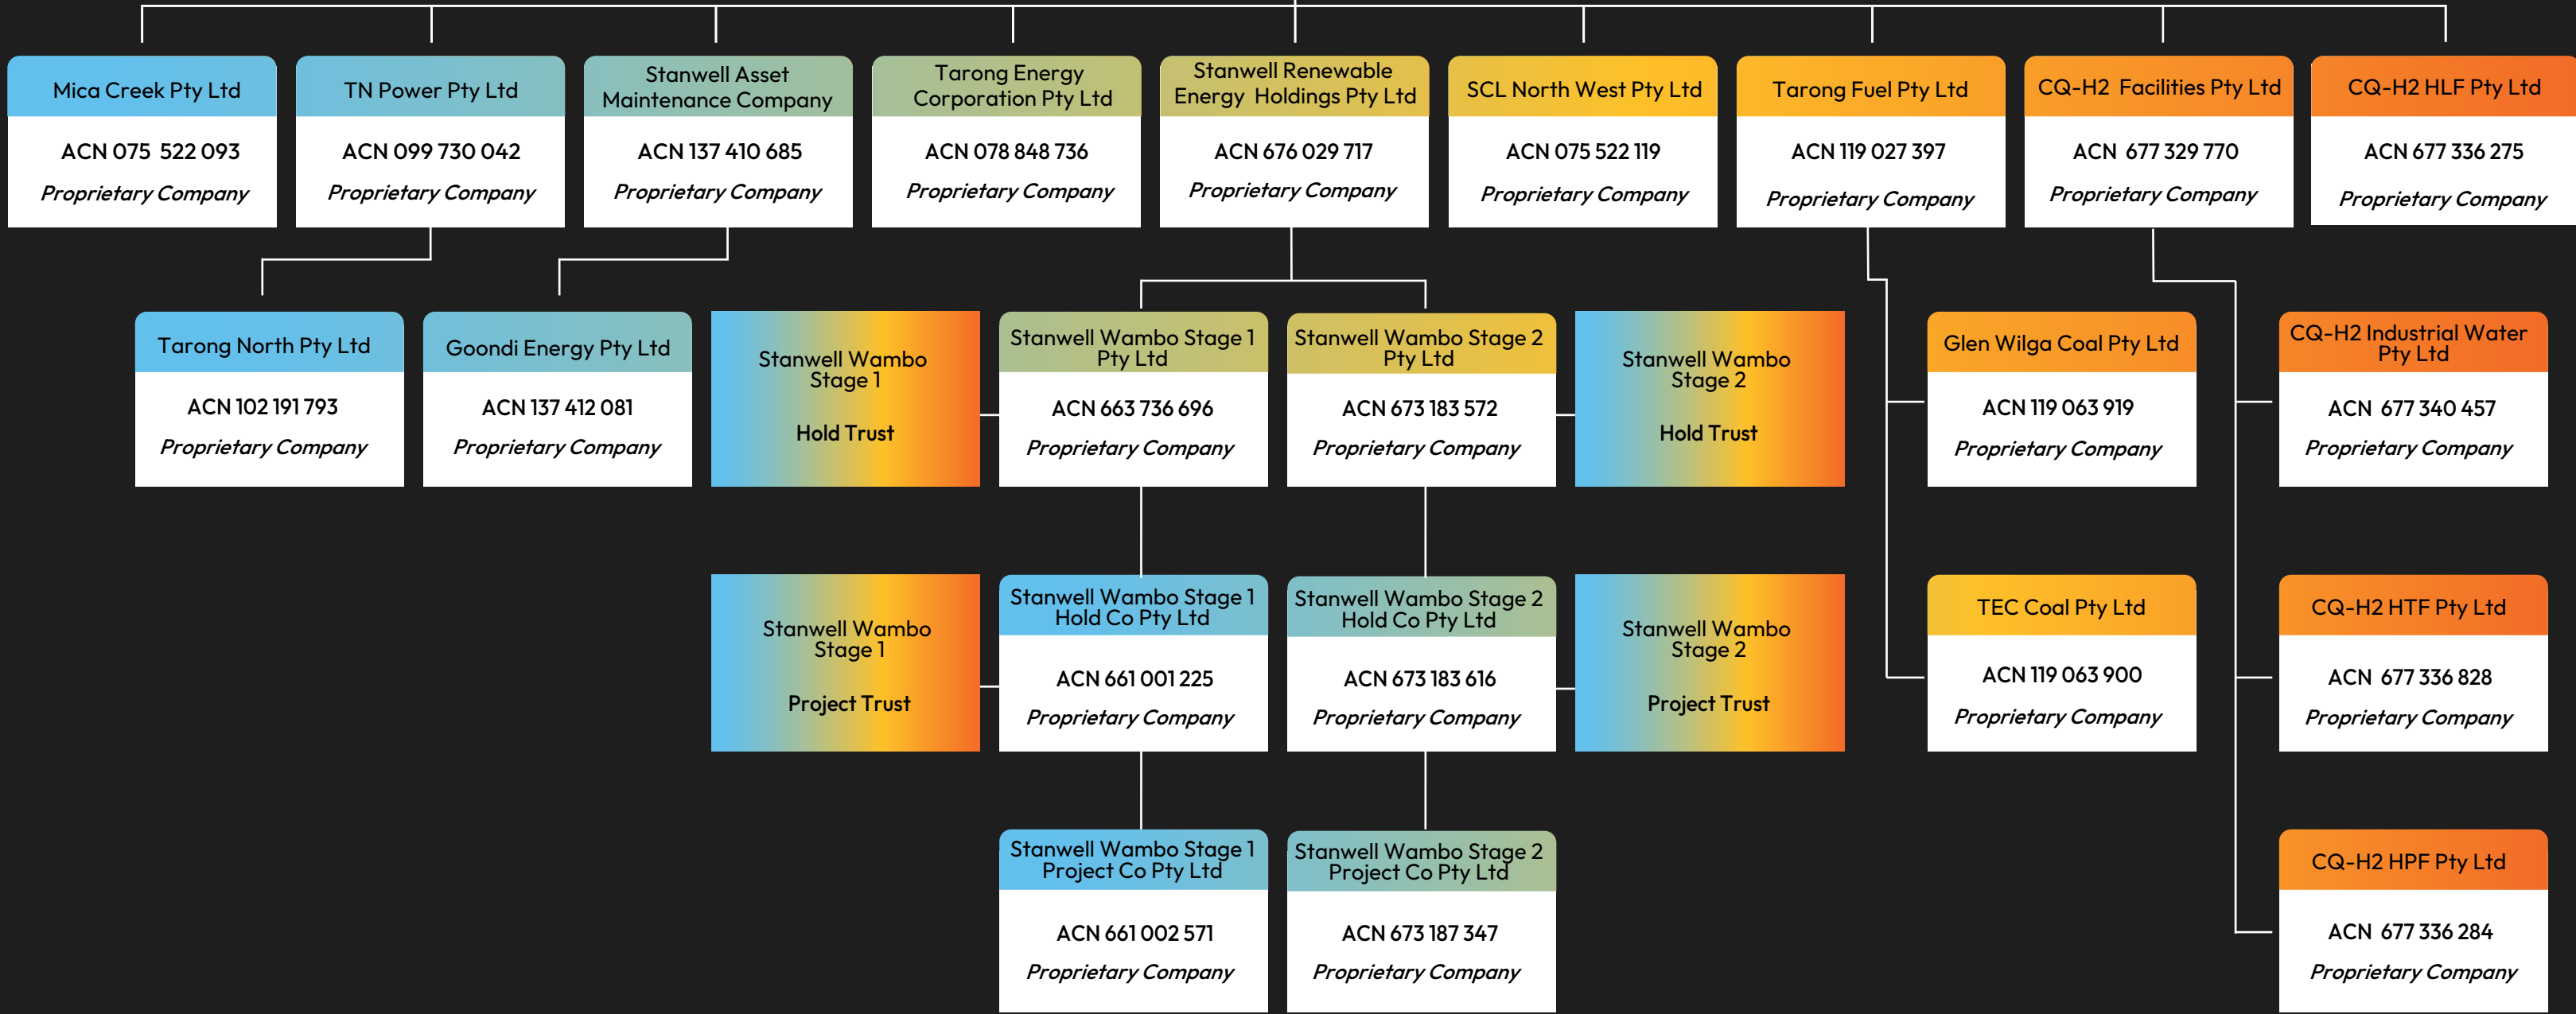 Mica Creek Pty Ltd
ACN 075 522 093
Proprietary Company
TN Power Pty Ltd
ACN 099 730 042
Proprietary Company
Stanwell Asset
Maintenance Company
ACN 137 410 685
Proprietary Company
Tarong Energy
Corporation Pty Ltd
ACN 078 848 736
Proprietary Company
Stanwell Renewable
Energy Holdings Pty Ltd
ACN 676 029 717
Proprietary Company
SCL North West Pty Ltd
ACN 075 522 119
Proprietary Company
Tarong Fuel Pty Ltd
ACN 119 027 397
Proprietary Company
CQ-H2 Facilities Pty Ltd
ACN 677 329 770
Proprietary Company
CQ-H2 HLF Pty Ltd
ACN 677 336 275
Proprietary Company
Tarong North Pty Ltd
ACN 102 191 793
Proprietary Company
Goondi Energy Pty Ltd
ACN 137 412 081
Proprietary Company
Stanwell Wambo
Stage 1
Hold Trust
Stanwell Wambo Stage 1
Pty Ltd
ACN 663 736 696
Proprietary Company
Stanwell Wambo Stage 2
Pty Ltd
ACN 673 183 572
Proprietary Company
Stanwell Wambo
Stage 2
Hold Trust
Glen Wilga Coal Pty Ltd
ACN 119 063 919
Proprietary Company
CQ-H2 Industrial Water
Pty Ltd
ACN 677 340 457
Proprietary Company
Stanwell Wambo
Stage 1
Project Trust
Stanwell Wambo Stage 1
Hold Co Pty Ltd
ACN 661 001 225
Proprietary Company
Stanwell Wambo Stage 2
Hold Co Pty Ltd
ACN 673 183 616
Proprietary Company
Stanwell Wambo
Stage 2
Project Trust
TEC Coal Pty Ltd
ACN 119 063 900
Proprietary Company
CQ-H2 HTF Pty Ltd
ACN 677 336 828
Proprietary Company
Stanwell Wambo Stage 1
Project Co Pty Ltd
ACN 661 002 571
Proprietary Company
Stanwell Wambo Stage 2
Project Co Pty Ltd
ACN 673 187 347
Proprietary Company
CQ-H2 HPF Pty Ltd
ACN 677 336 284
Proprietary Company